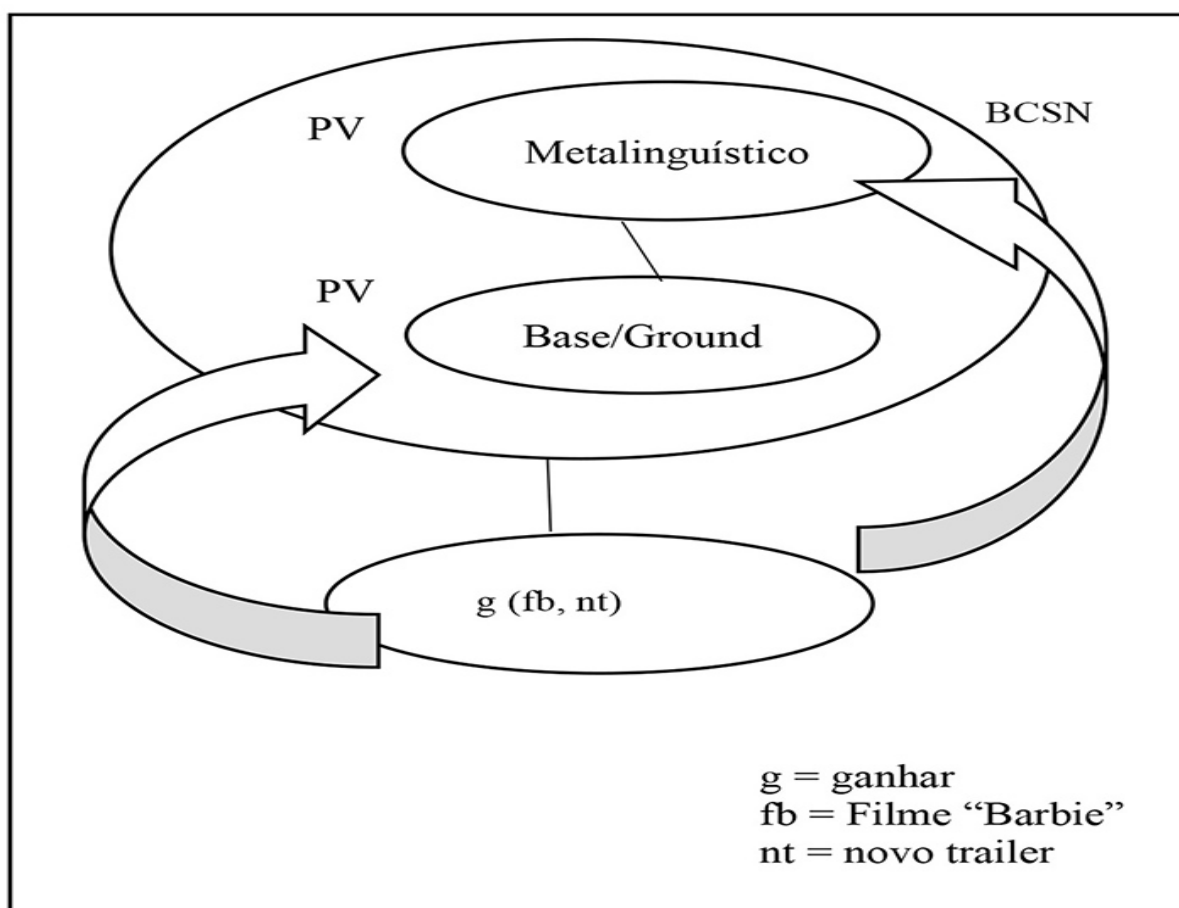 BCSN
PV
Metalinguístico
PV
Base/Ground
g (fb, nt)
g = ganhar
fb = Filme “Barbie”
nt = novo trailer